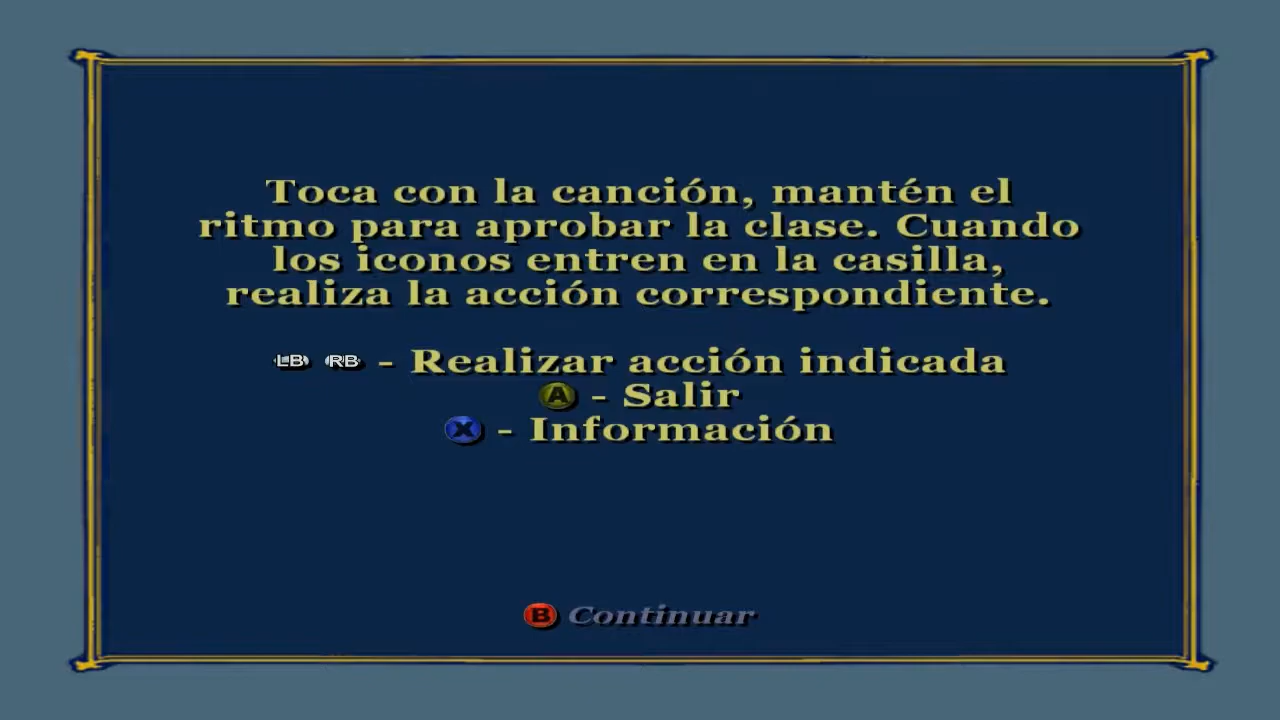 Toca con la canción, mantén el
ritmo para aprobar la clase. Cuando
los iconos entren en la casilla,
realiza la acción correspondiente.
LB RB - Realizar acción indicada
A - Salir
X - Información
B Continuar